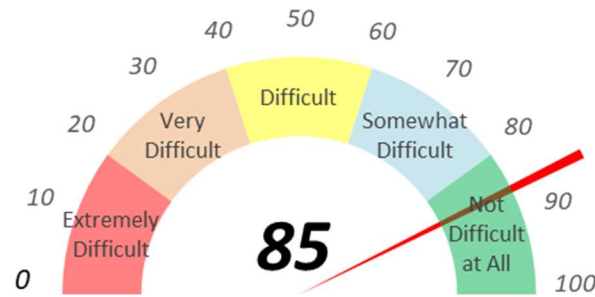 50
40
60
30
70
Difficult
20
Very
Difficult
Somewhat
Difficult
80
10
Extremely
Difficult
Not
Difficult
at All
90
85
0
100